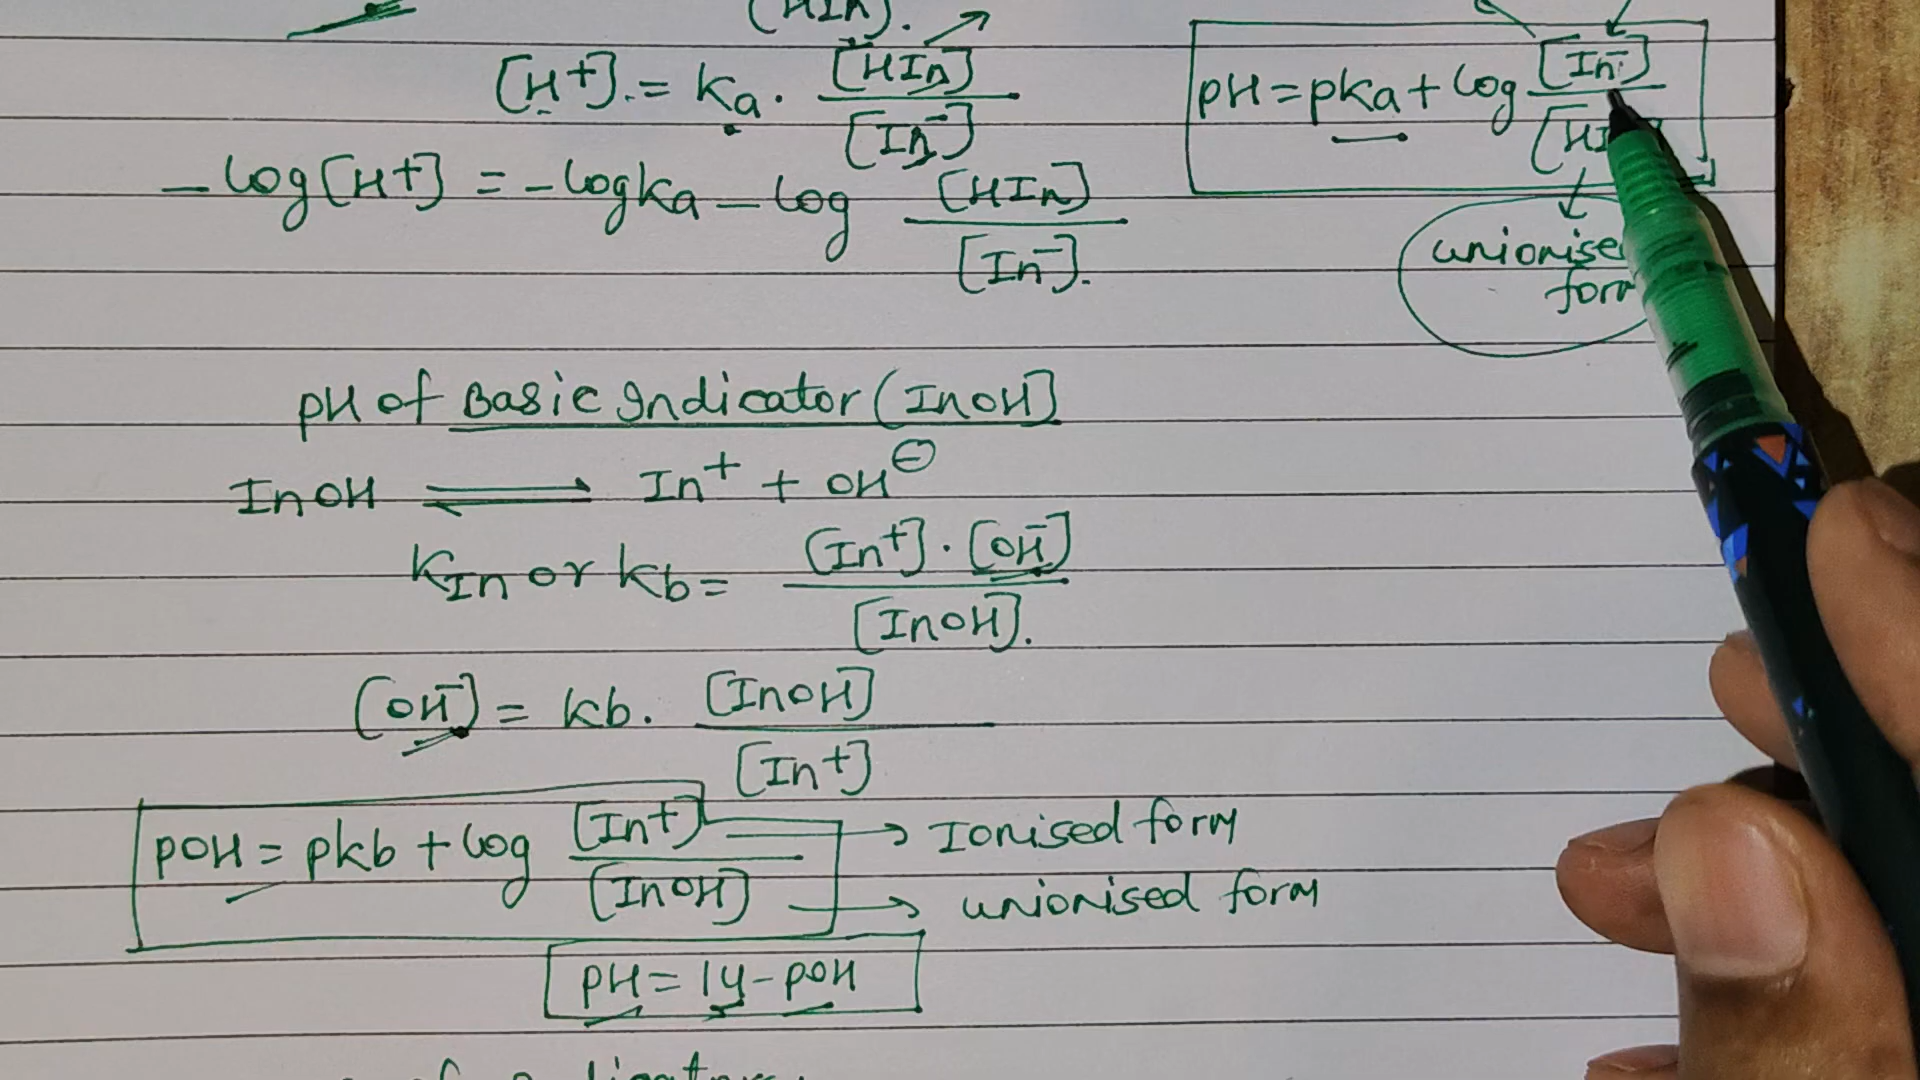 [HIn].
[H+] = Ka . [HIn] / [In-]
pH = pKa + log [In-] / [HIn]
-log[H+] = -logKa - log [HIn] / [In-].
unionised form
pH of Basic Indicator (InOH]
InOH ⇌ In+ + OH⊖
KIn or Kb = [In+] . [OH-] / [InOH].
[OH-] = Kb . [InOH] / [In+]
pOH = pKb + log [In+] / [InOH]
→ Ionised form
→ unionised form
pH = 14 - pOH